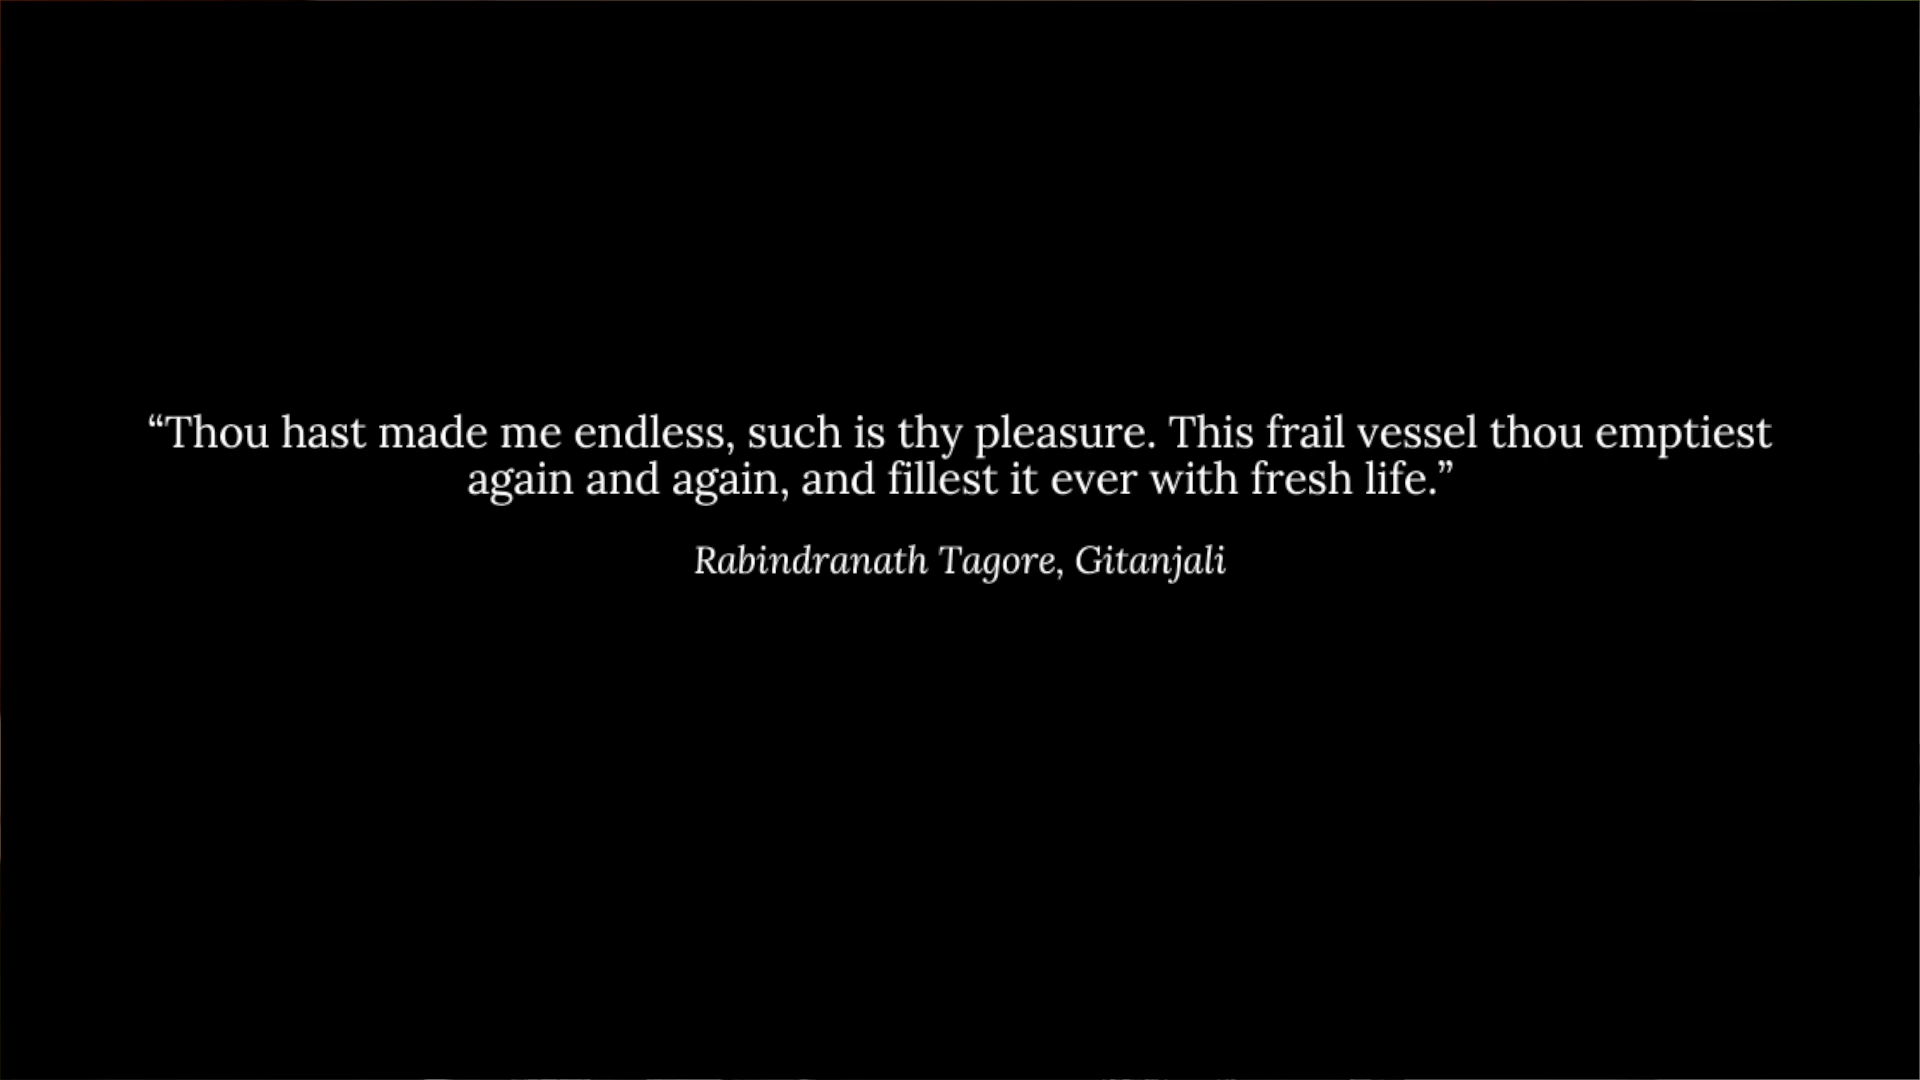 “Thou hast made me endless, such is thy pleasure. This frail vessel thou emptiest
again and again, and fillest it ever with fresh life.”
Rabindranath Tagore, Gitanjali